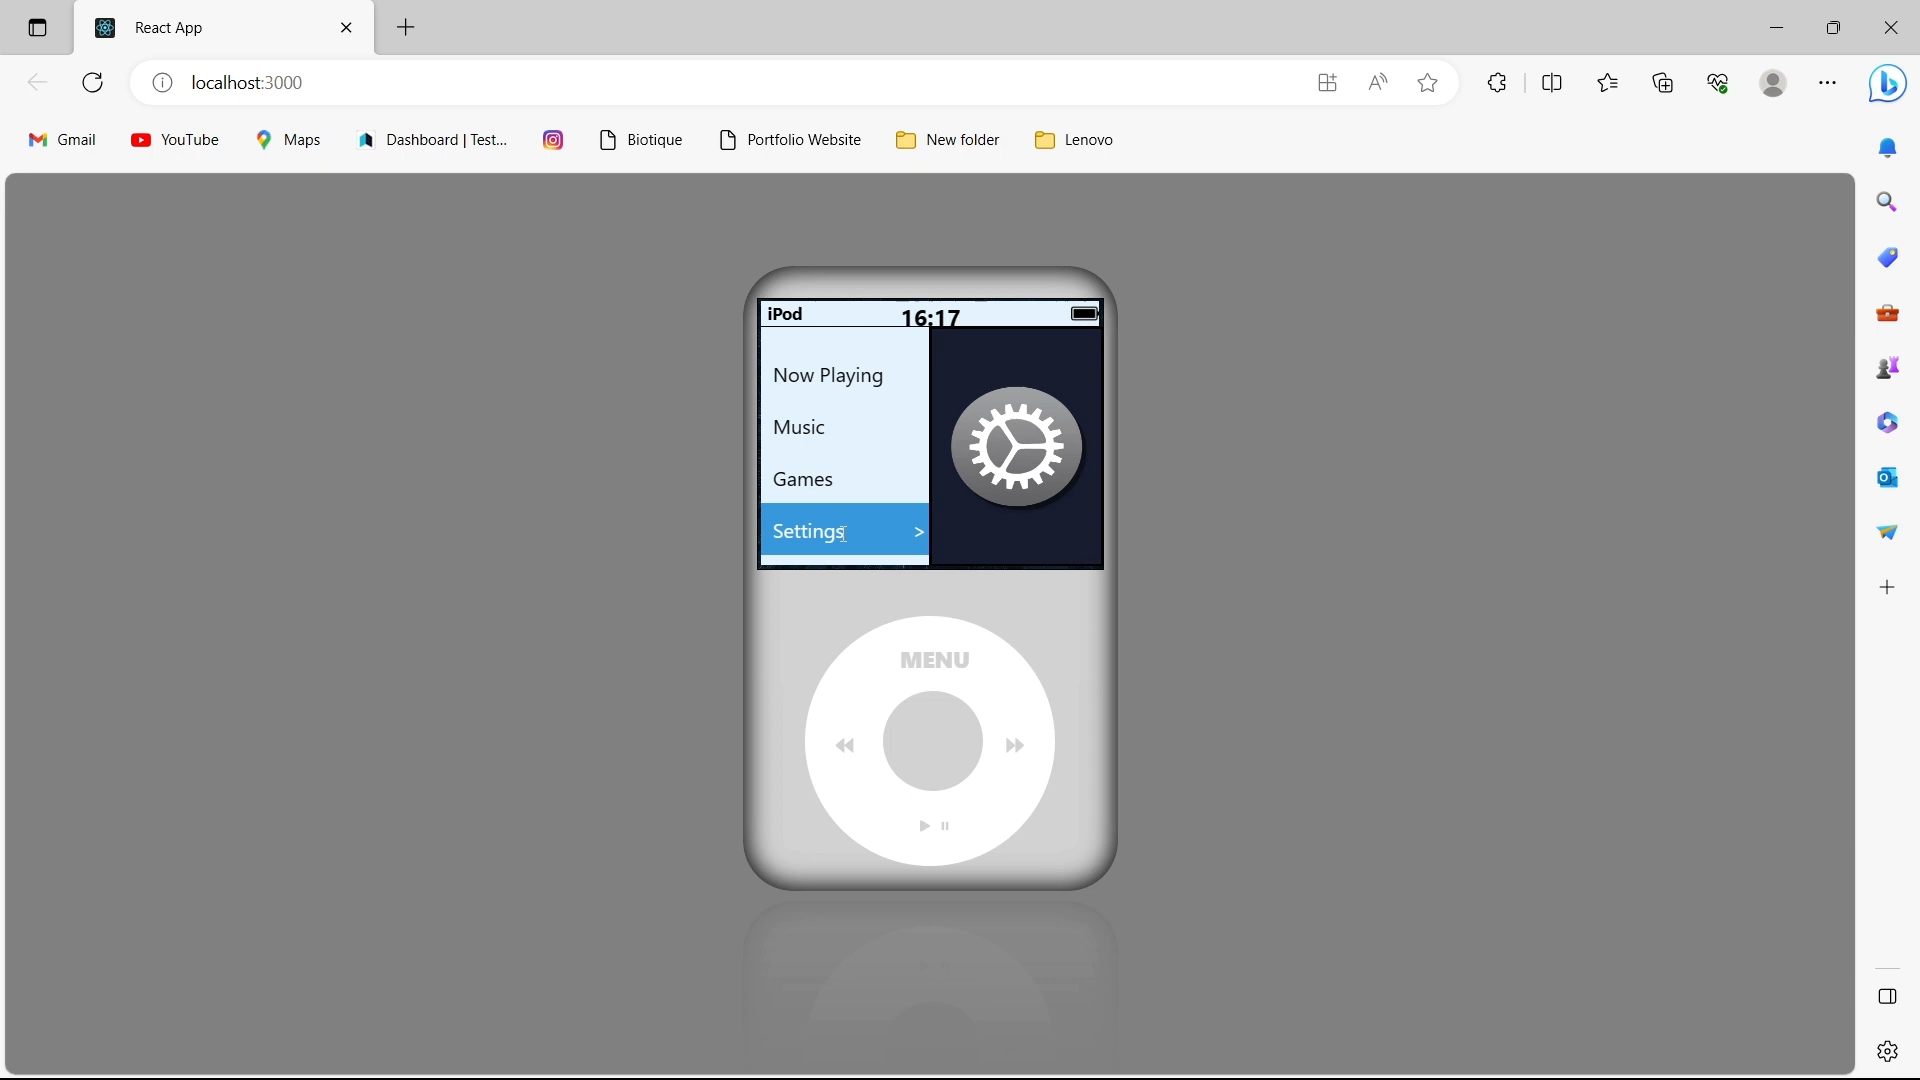 React App
localhost:3000
Gmail YouTube Maps Dashboard | Test... Biotique Portfolio Website New folder Lenovo
iPod 16:17
Now Playing
Music
Games
Settings >
MENU